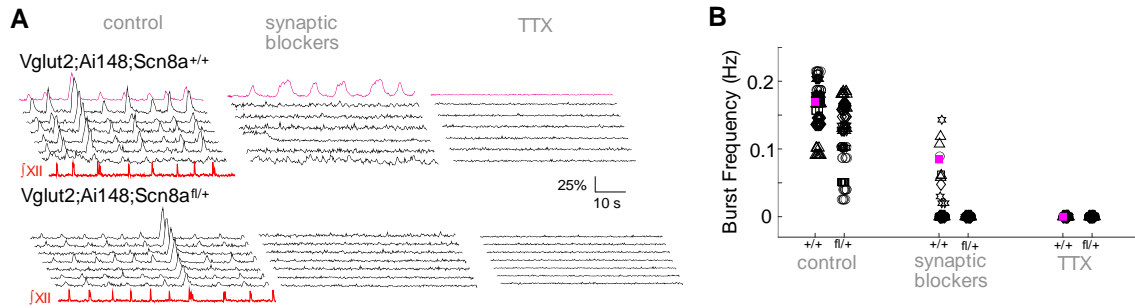 A
control
synaptic
blockers
TTX
Vglut2;Ai148;Scn8a+/+
∫XII
Vglut2;Ai148;Scn8afl/+
25%
10 s
∫XII
B
Burst Frequency (Hz)
0.2
0.1
0
+/+ fl/+ +/+ fl/+ +/+ fl/+
control
synaptic
blockers
TTX